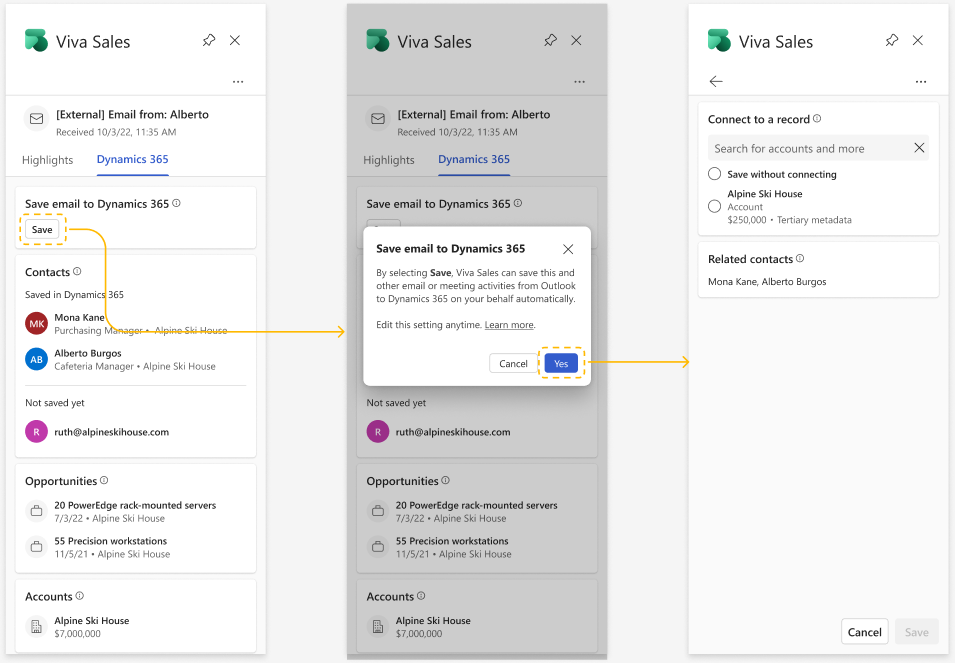 Viva Sales
[External] Email from: Alberto
Received 10/3/22, 11:35 AM
Highlights
Dynamics 365
Save email to Dynamics 365
Save
Contacts
Saved in Dynamics 365
MK
Mona Kane
Purchasing Manager • Alpine Ski House
AB
Alberto Burgos
Cafeteria Manager • Alpine Ski House
Not saved yet
R
ruth@alpineskihouse.com
Opportunities
20 PowerEdge rack-mounted servers
7/3/22 • Alpine Ski House
55 Precision workstations
11/5/21 • Alpine Ski House
Accounts
Alpine Ski House
$7,000,000
Viva Sales
[External] Email from: Alberto
Received 10/3/22, 11:35 AM
Highlights
Dynamics 365
Save email to Dynamics 365
Save email to Dynamics 365
By selecting Save, Viva Sales can save this and
other email or meeting activities from Outlook
to Dynamics 365 on your behalf automatically.
Edit this setting anytime. Learn more.
Cancel
Yes
Not saved yet
R
ruth@alpineskihouse.com
Opportunities
20 PowerEdge rack-mounted servers
7/3/22 • Alpine Ski House
55 Precision workstations
11/5/21 • Alpine Ski House
Accounts
Alpine Ski House
$7,000,000
Viva Sales
Connect to a record
Search for accounts and more
Save without connecting
Alpine Ski House
Account
$250,000 • Tertiary metadata
Related contacts
Mona Kane, Alberto Burgos
Cancel
Save